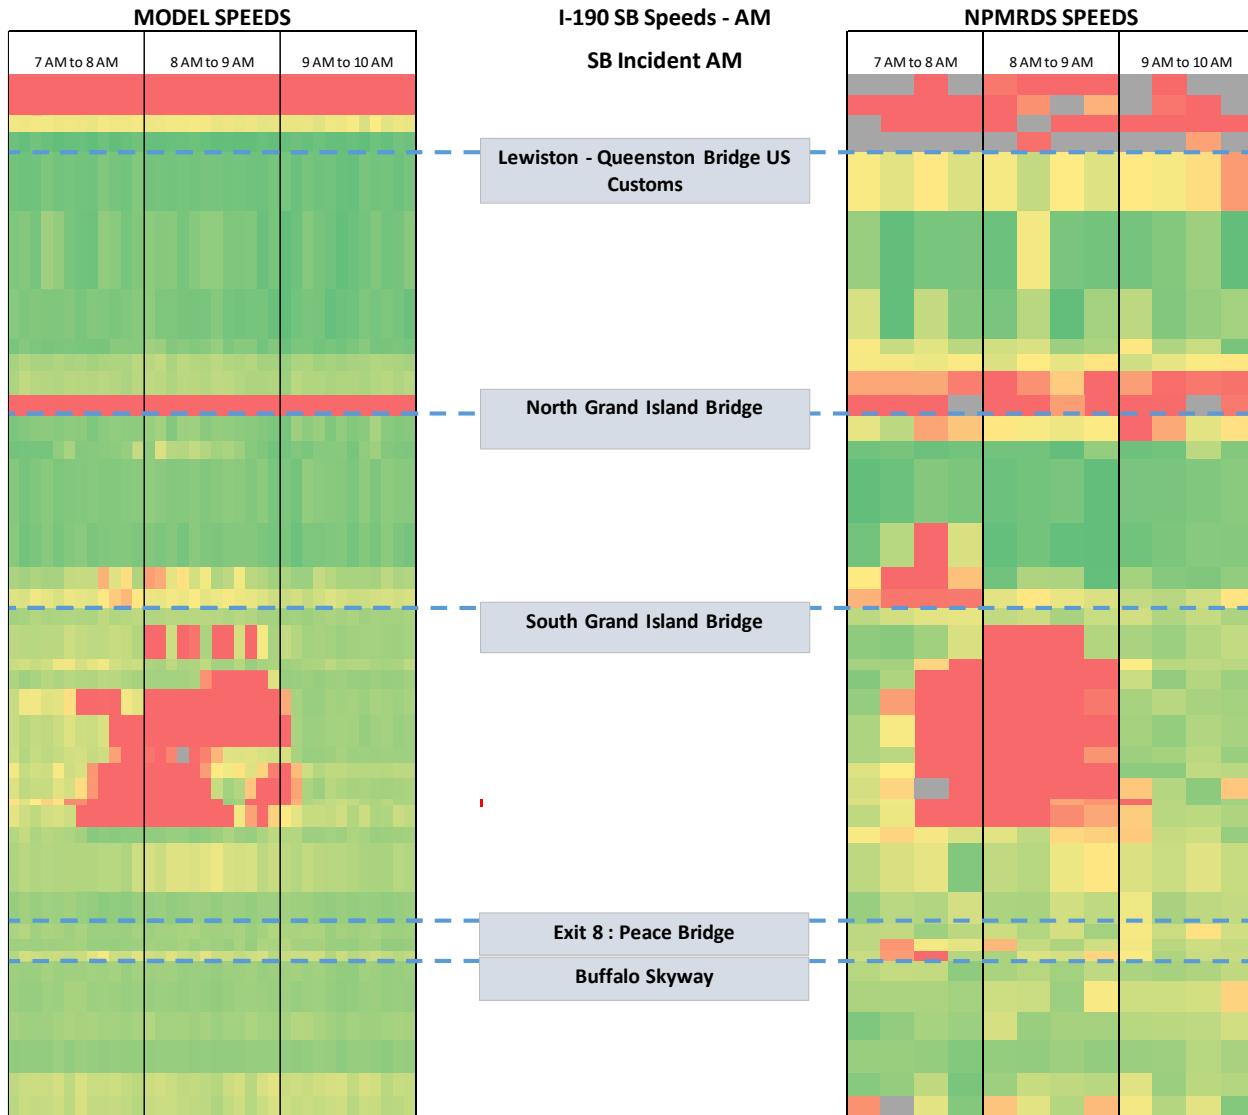 MODEL SPEEDS
I-190 SB Speeds - AM
NPMRDS SPEEDS
SB Incident AM
7 AM to 8 AM
8 AM to 9 AM
9 AM to 10 AM
7 AM to 8 AM
8 AM to 9 AM
9 AM to 10 AM
Lewiston - Queenston Bridge US
Customs
North Grand Island Bridge
South Grand Island Bridge
Exit 8 : Peace Bridge
Buffalo Skyway